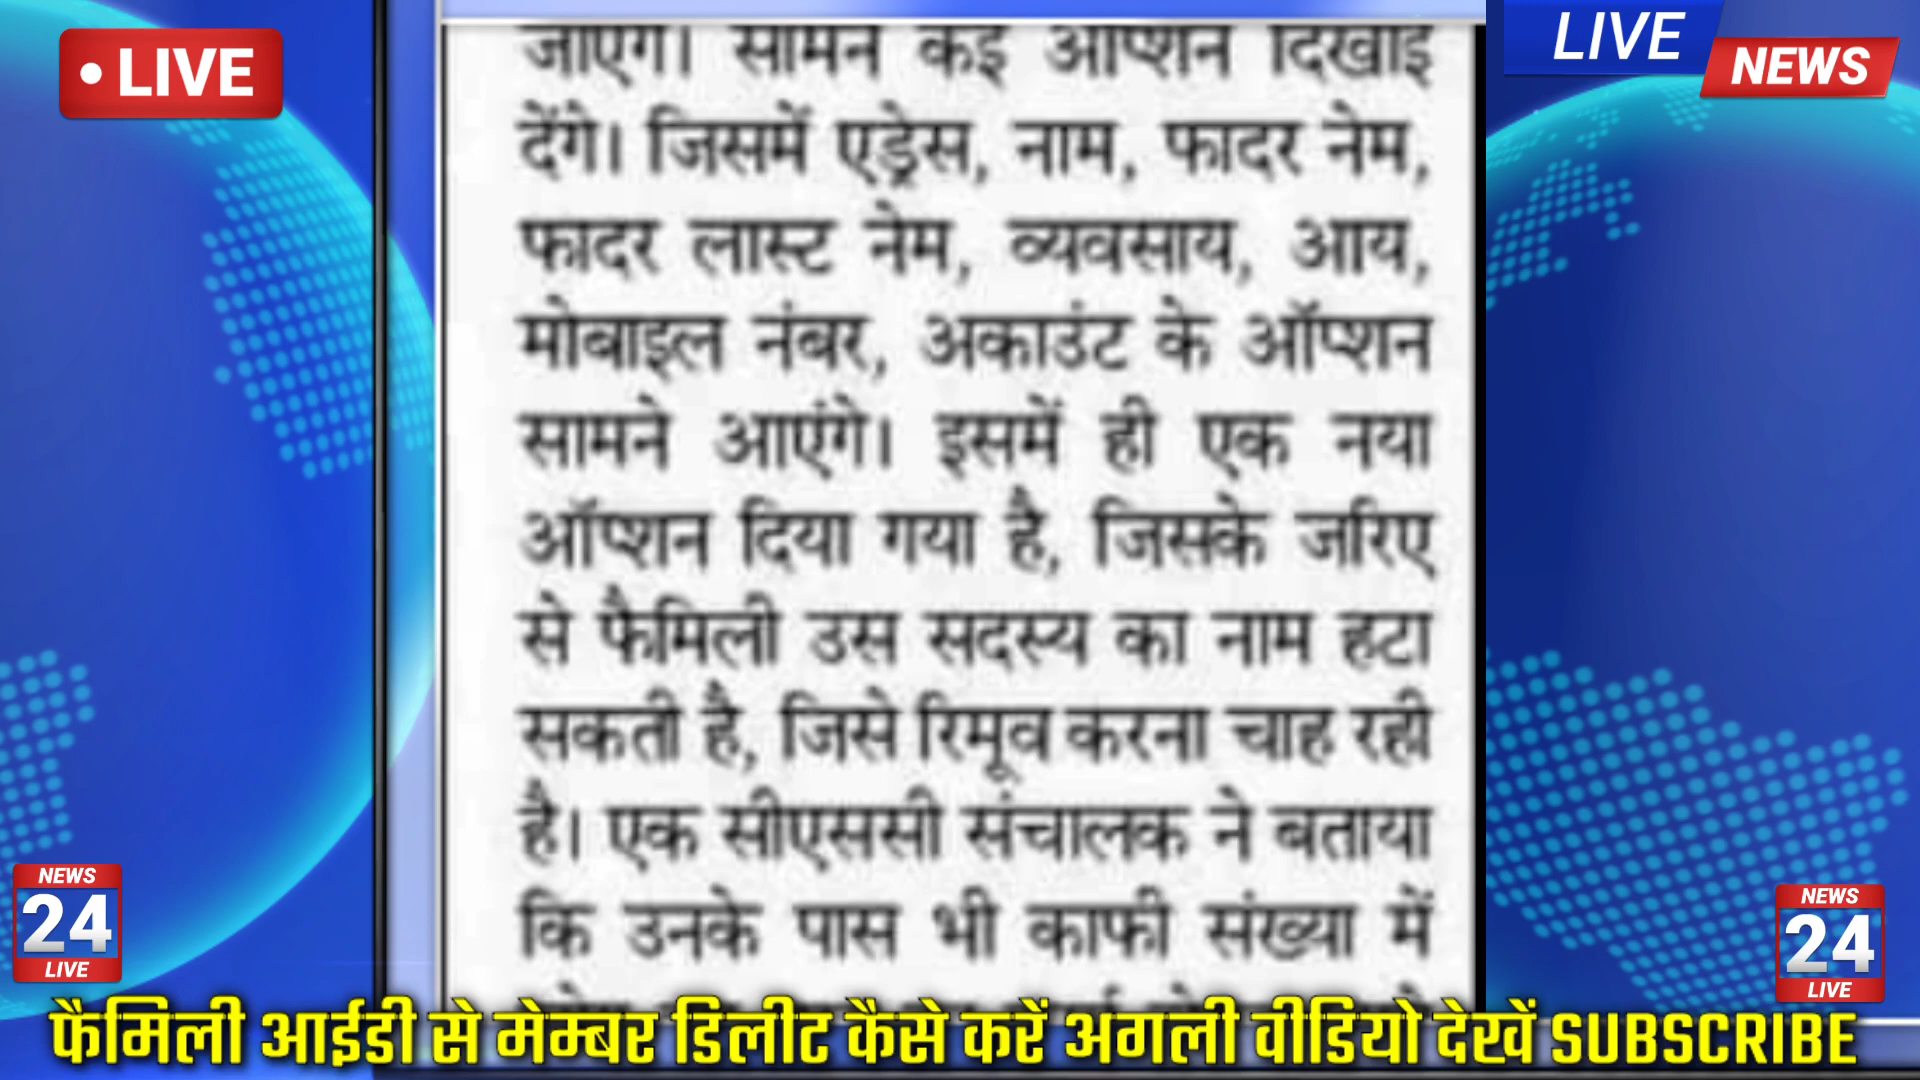 LIVE
LIVE
NEWS
जाएंगे। सामने कई ऑप्शन दिखाई
देंगे। जिसमें एड्रेस, नाम, फादर नेम,
फादर लास्ट नेम, व्यवसाय, आय,
मोबाइल नंबर, अकाउंट के ऑप्शन
सामने आएंगे। इसमें ही एक नया
ऑप्शन दिया गया है, जिसके जरिए
से फैमिली उस सदस्य का नाम हटा
सकती है, जिसे रिमूव करना चाह रही
है। एक सीएससी संचालक ने बताया
कि उनके पास भी काफी संख्या में
NEWS
24
LIVE
NEWS
24
LIVE
फैमिली आईडी से मेम्बर डिलीट कैसे करें अगली वीडियो देखें SUBSCRIBE